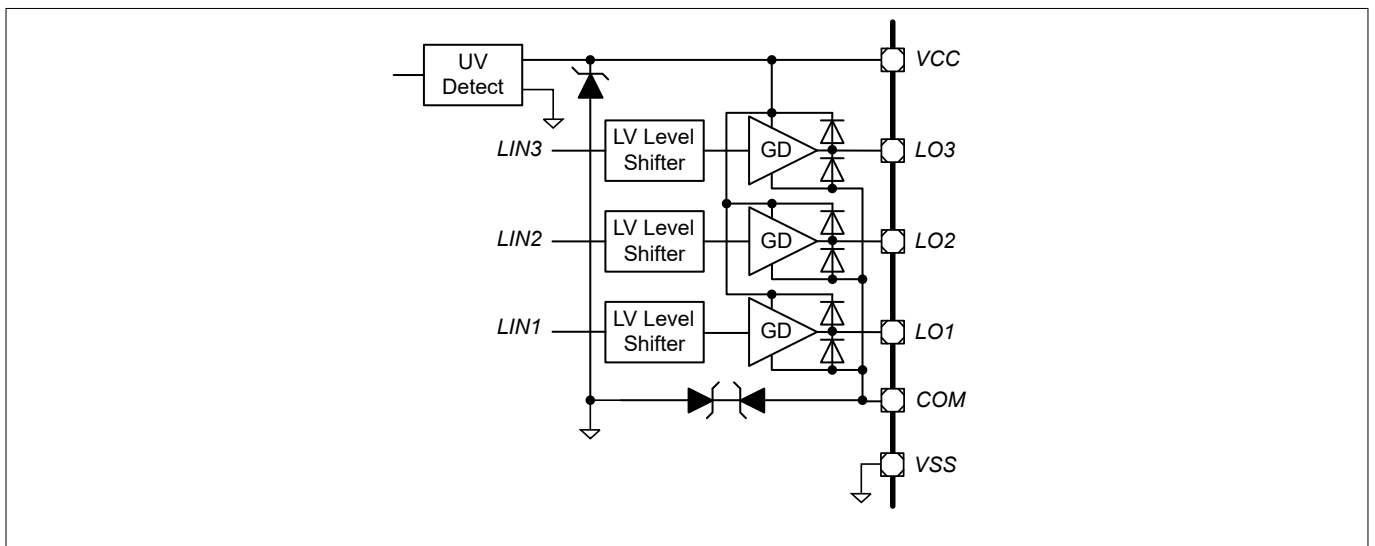 UV
Detect
VCC
LIN3
LV Level
Shifter
GD
LO3
LIN2
LV Level
Shifter
GD
LO2
LIN1
LV Level
Shifter
GD
LO1
COM
VSS